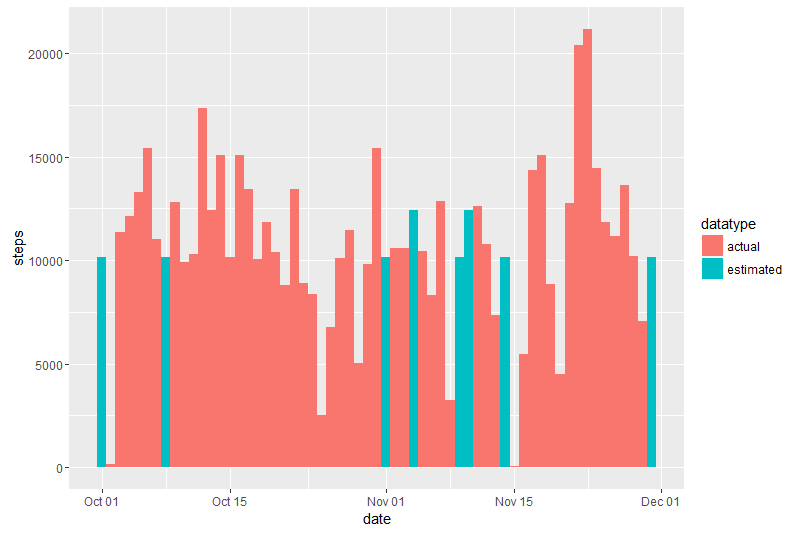 20000
15000
10000
5000
0
steps
Oct 01
Oct 15
Nov 01
Nov 15
Dec 01
date
datatype
actual
estimated